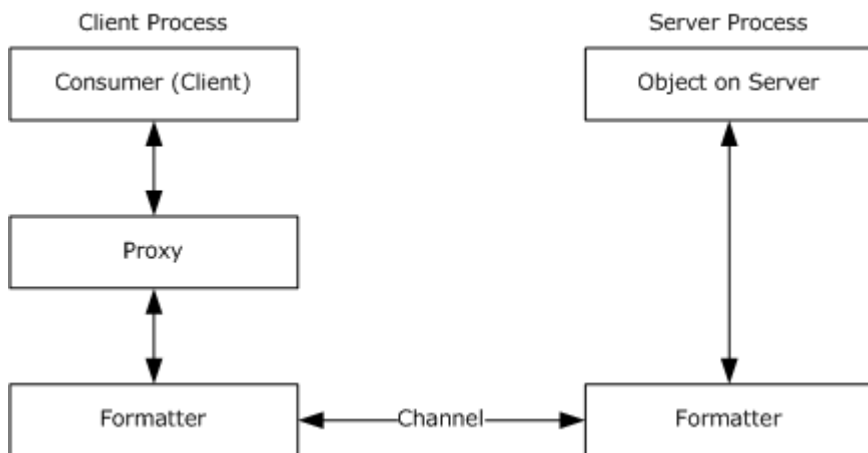 Client Process
Server Process
Consumer (Client)
Object on Server
Proxy
Formatter
Channel
Formatter